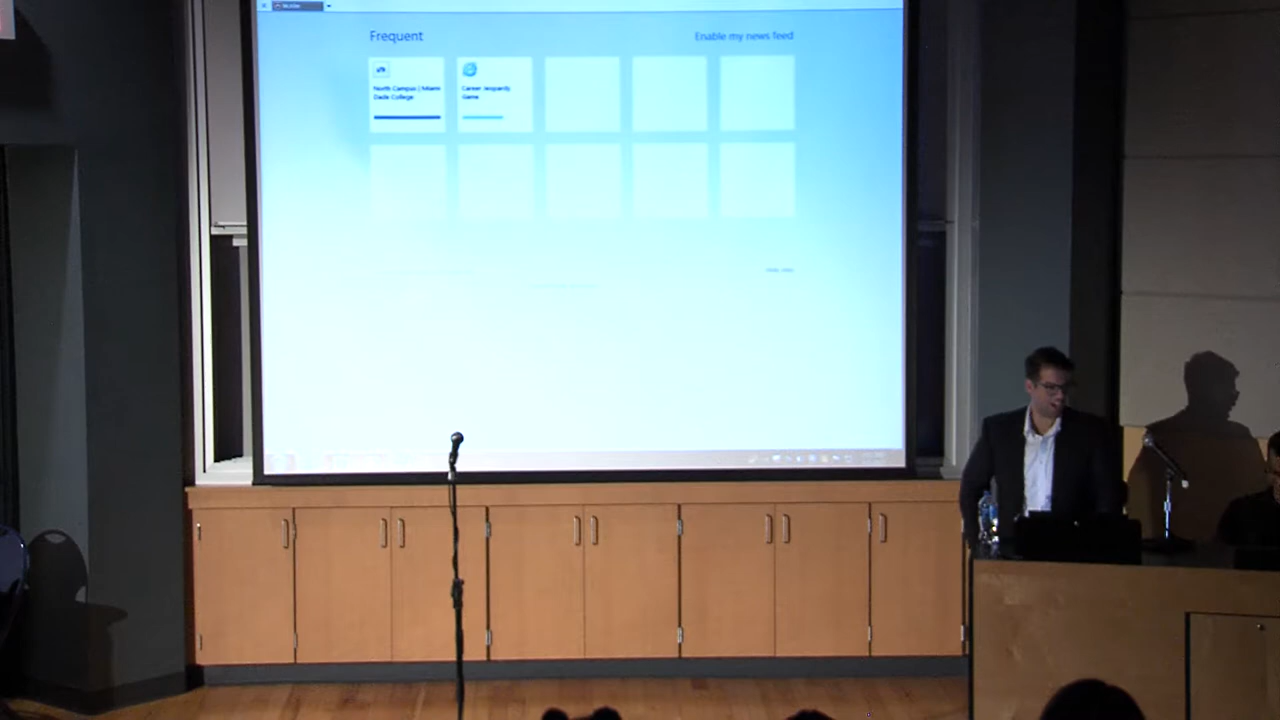 Frequent
Enable my news feed
North Campus | Miami
Dade College
Career Jeopardy
Game